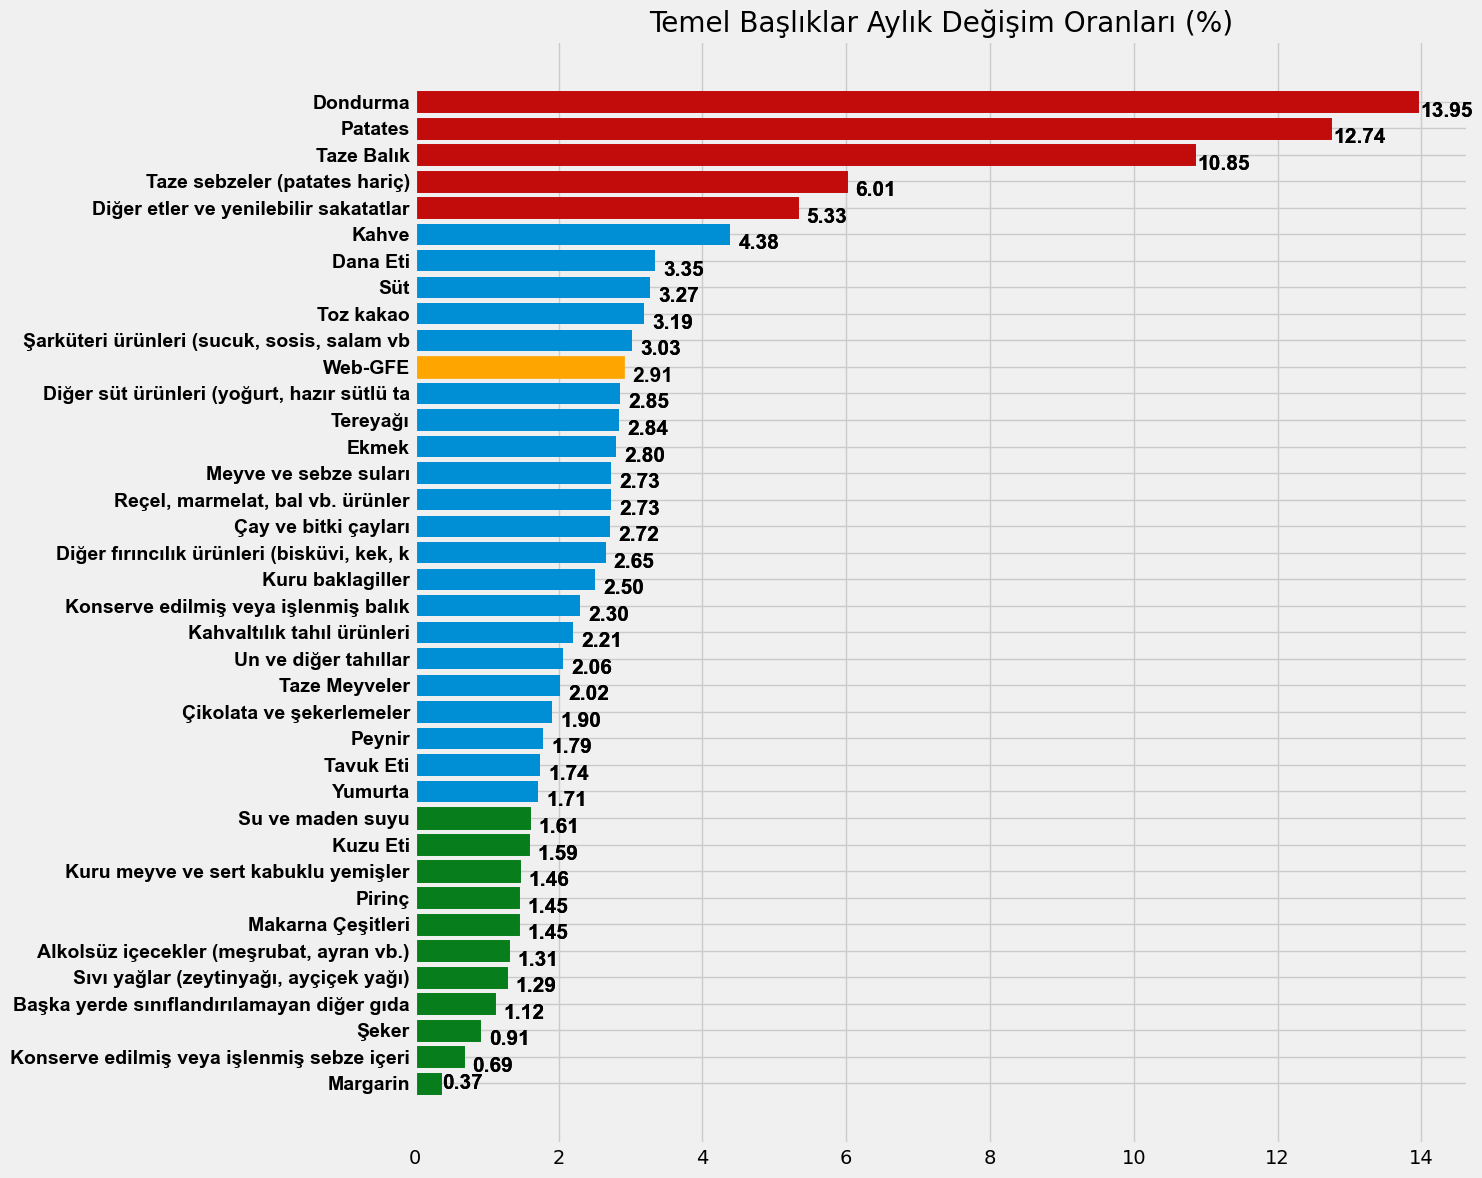 Temel Başlıklar Aylık Değişim Oranları (%)
Dondurma 13.95
Patates 12.74
Taze Balık 10.85
Taze sebzeler (patates hariç) 6.01
Diğer etler ve yenilebilir sakatatlar 5.33
Kahve 4.38
Dana Eti 3.35
Süt 3.27
Toz kakao 3.19
Şarküteri ürünleri (sucuk, sosis, salam vb 3.03
Web-GFE 2.91
Diğer süt ürünleri (yoğurt, hazır sütlü ta 2.85
Tereyağı 2.84
Ekmek 2.80
Meyve ve sebze suları 2.73
Reçel, marmelat, bal vb. ürünler 2.73
Çay ve bitki çayları 2.72
Diğer fırıncılık ürünleri (bisküvi, kek, k 2.65
Kuru baklagiller 2.50
Konserve edilmiş veya işlenmiş balık 2.30
Kahvaltılık tahıl ürünleri 2.21
Un ve diğer tahıllar 2.06
Taze Meyveler 2.02
Çikolata ve şekerlemeler 1.90
Peynir 1.79
Tavuk Eti 1.74
Yumurta 1.71
Su ve maden suyu 1.61
Kuzu Eti 1.59
Kuru meyve ve sert kabuklu yemişler 1.46
Pirinç 1.45
Makarna Çeşitleri 1.45
Alkolsüz içecekler (meşrubat, ayran vb.) 1.31
Sıvı yağlar (zeytinyağı, ayçiçek yağı) 1.29
Başka yerde sınıflandırılamayan diğer gıda 1.12
Şeker 0.91
Konserve edilmiş veya işlenmiş sebze içeri 0.69
Margarin 0.37
0 2 4 6 8 10 12 14